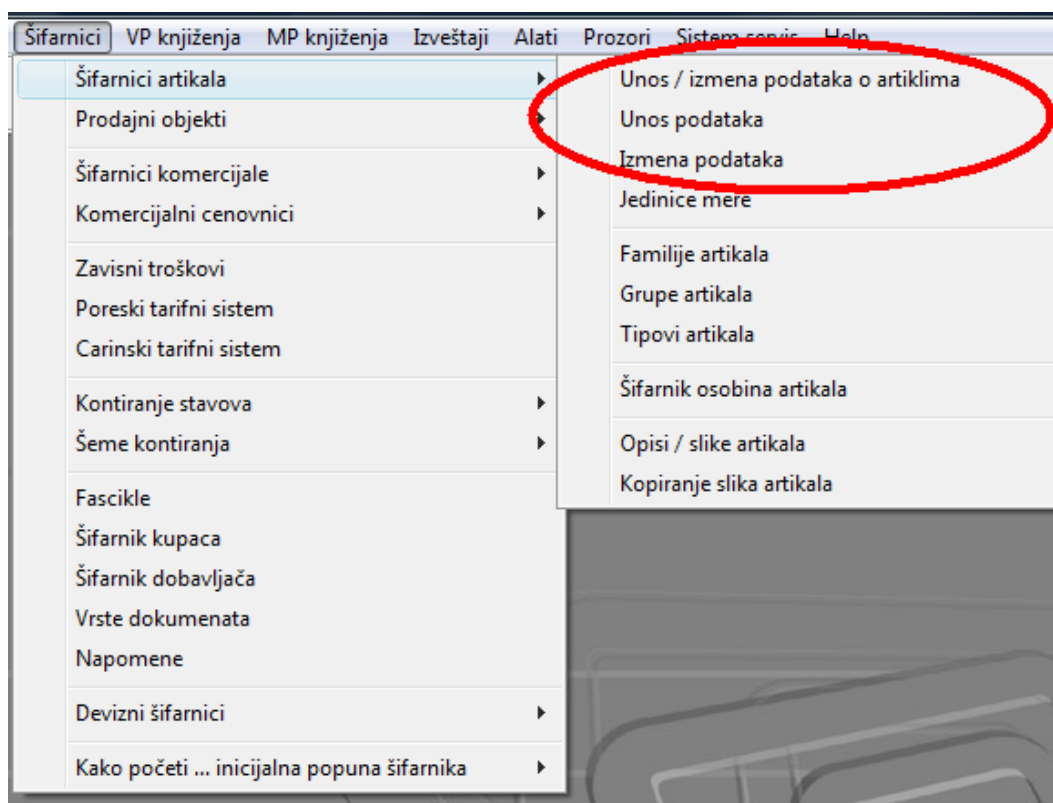 Šifarnici VP knjiženja MP knjiženja Izveštaji Alati Prozori Sistem servis Help
Šifarnici artikala
Prodajni objekti
Šifarnici komercijale
Komercijalni cenovnici
Zavisni troškovi
Poreski tarifni sistem
Carinski tarifni sistem
Kontiranje stavova
Šeme kontiranja
Fascikle
Šifarnik kupaca
Šifarnik dobavljača
Vrste dokumenata
Napomene
Devizni šifarnici
Kako početi ... inicijalna popuna šifarnika
Unos / izmena podataka o artiklima
Unos podataka
Izmena podataka
Jedinice mere
Familije artikala
Grupe artikala
Tipovi artikala
Šifarnik osobina artikala
Opisi / slike artikala
Kopiranje slika artikala